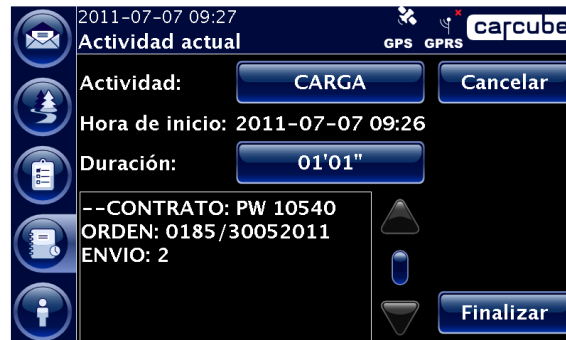 2011-07-07 09:27
Actividad actual
GPS GPRS carcube
Actividad: CARGA Cancelar
Hora de inicio: 2011-07-07 09:26
Duración: 01'01"
--CONTRATO: PW 10540
ORDEN: 0185/30052011
ENVIO: 2
Finalizar